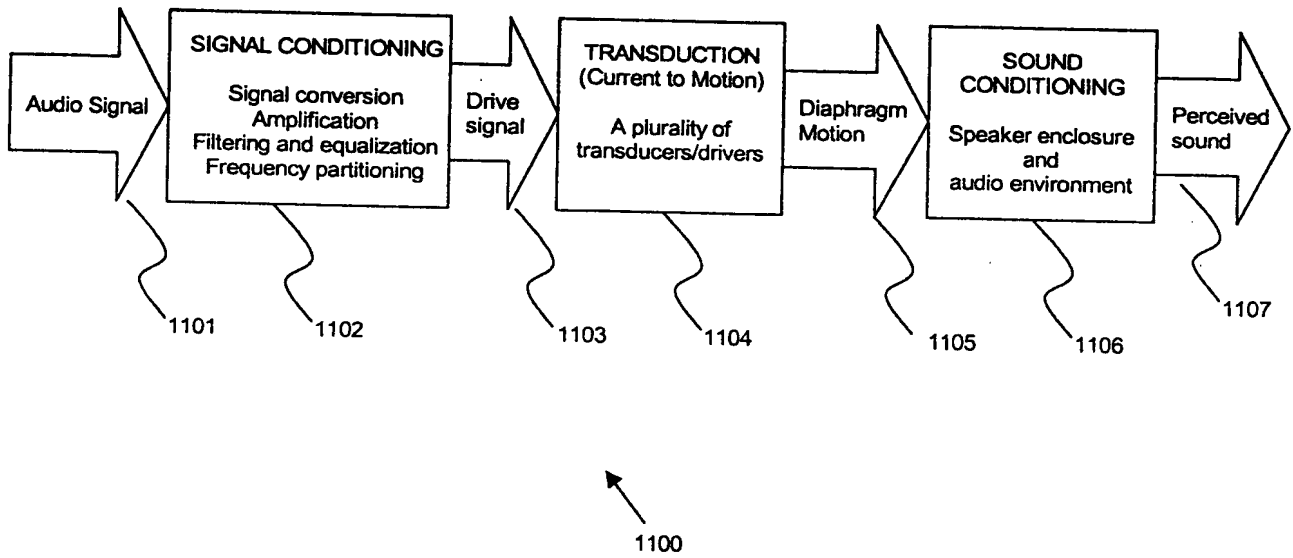 Audio Signal
SIGNAL CONDITIONING
Signal conversion
Amplification
Filtering and equalization
Frequency partitioning
Drive
signal
TRANSDUCTION
(Current to Motion)
A plurality of
transducers/drivers
Diaphragm
Motion
SOUND
CONDITIONING
Speaker enclosure
and
audio environment
Perceived
sound
1101
1102
1103
1104
1105
1106
1107
1100